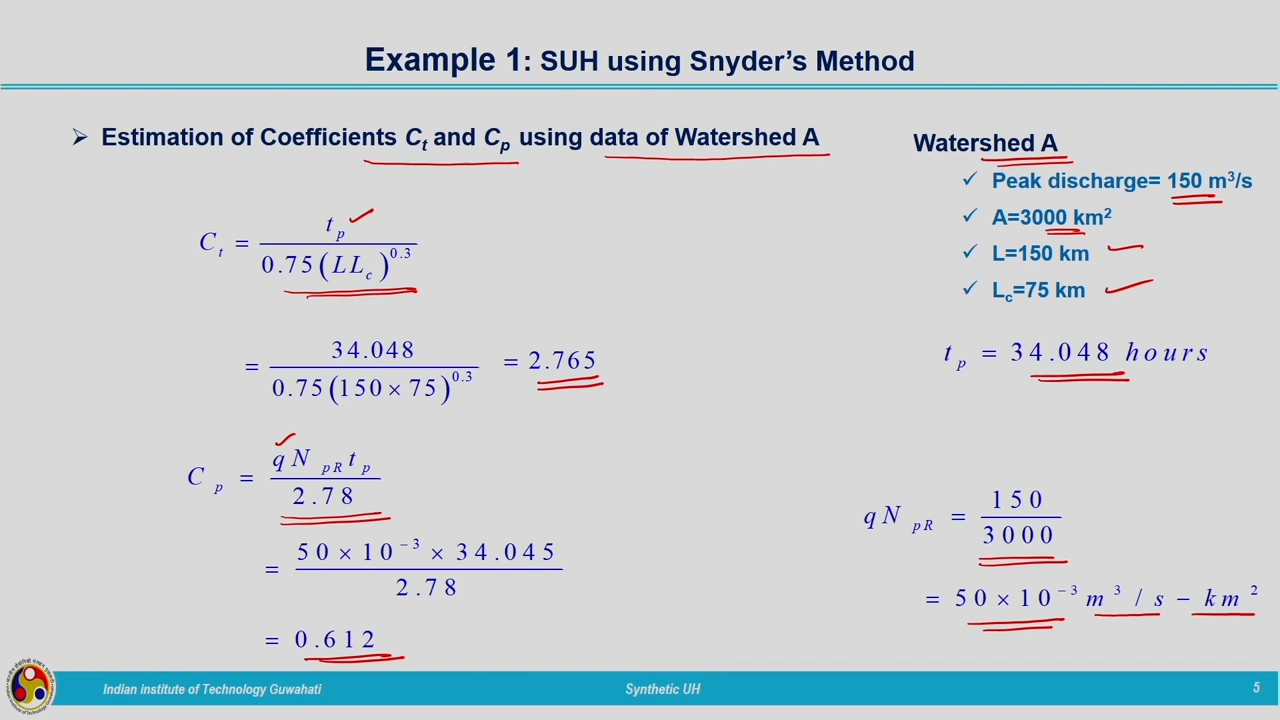 Example 1: SUH using Snyder's Method
➢ Estimation of Coefficients Ct and Cp using data of Watershed A
C_t = t_p / 0.75(LL_c)^0.3
= 34.048 / 0.75(150 × 75)^0.3 = 2.765
C_p = qN_pR t_p / 2.78
= 50 × 10^−3 × 34.045 / 2.78
= 0.612
Watershed A
✓ Peak discharge= 150 m³/s
✓ A=3000 km²
✓ L=150 km
✓ Lc=75 km
t_p = 34.048 hours
qN_pR = 150 / 3000
= 50 × 10^−3 m^3 / s − km^2
Indian institute of Technology Guwahati
Synthetic UH
5